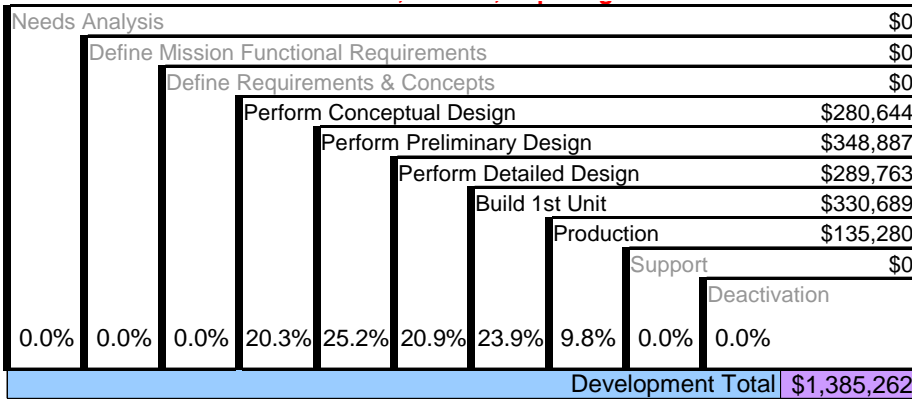 Needs Analysis $0
Define Mission Functional Requirements $0
Define Requirements & Concepts $0
Perform Conceptual Design $280,644
Perform Preliminary Design $348,887
Perform Detailed Design $289,763
Build 1st Unit $330,689
Production $135,280
Support $0
Deactivation
0.0% 0.0% 0.0% 20.3% 25.2% 20.9% 23.9% 9.8% 0.0% 0.0%
Development Total $1,385,262